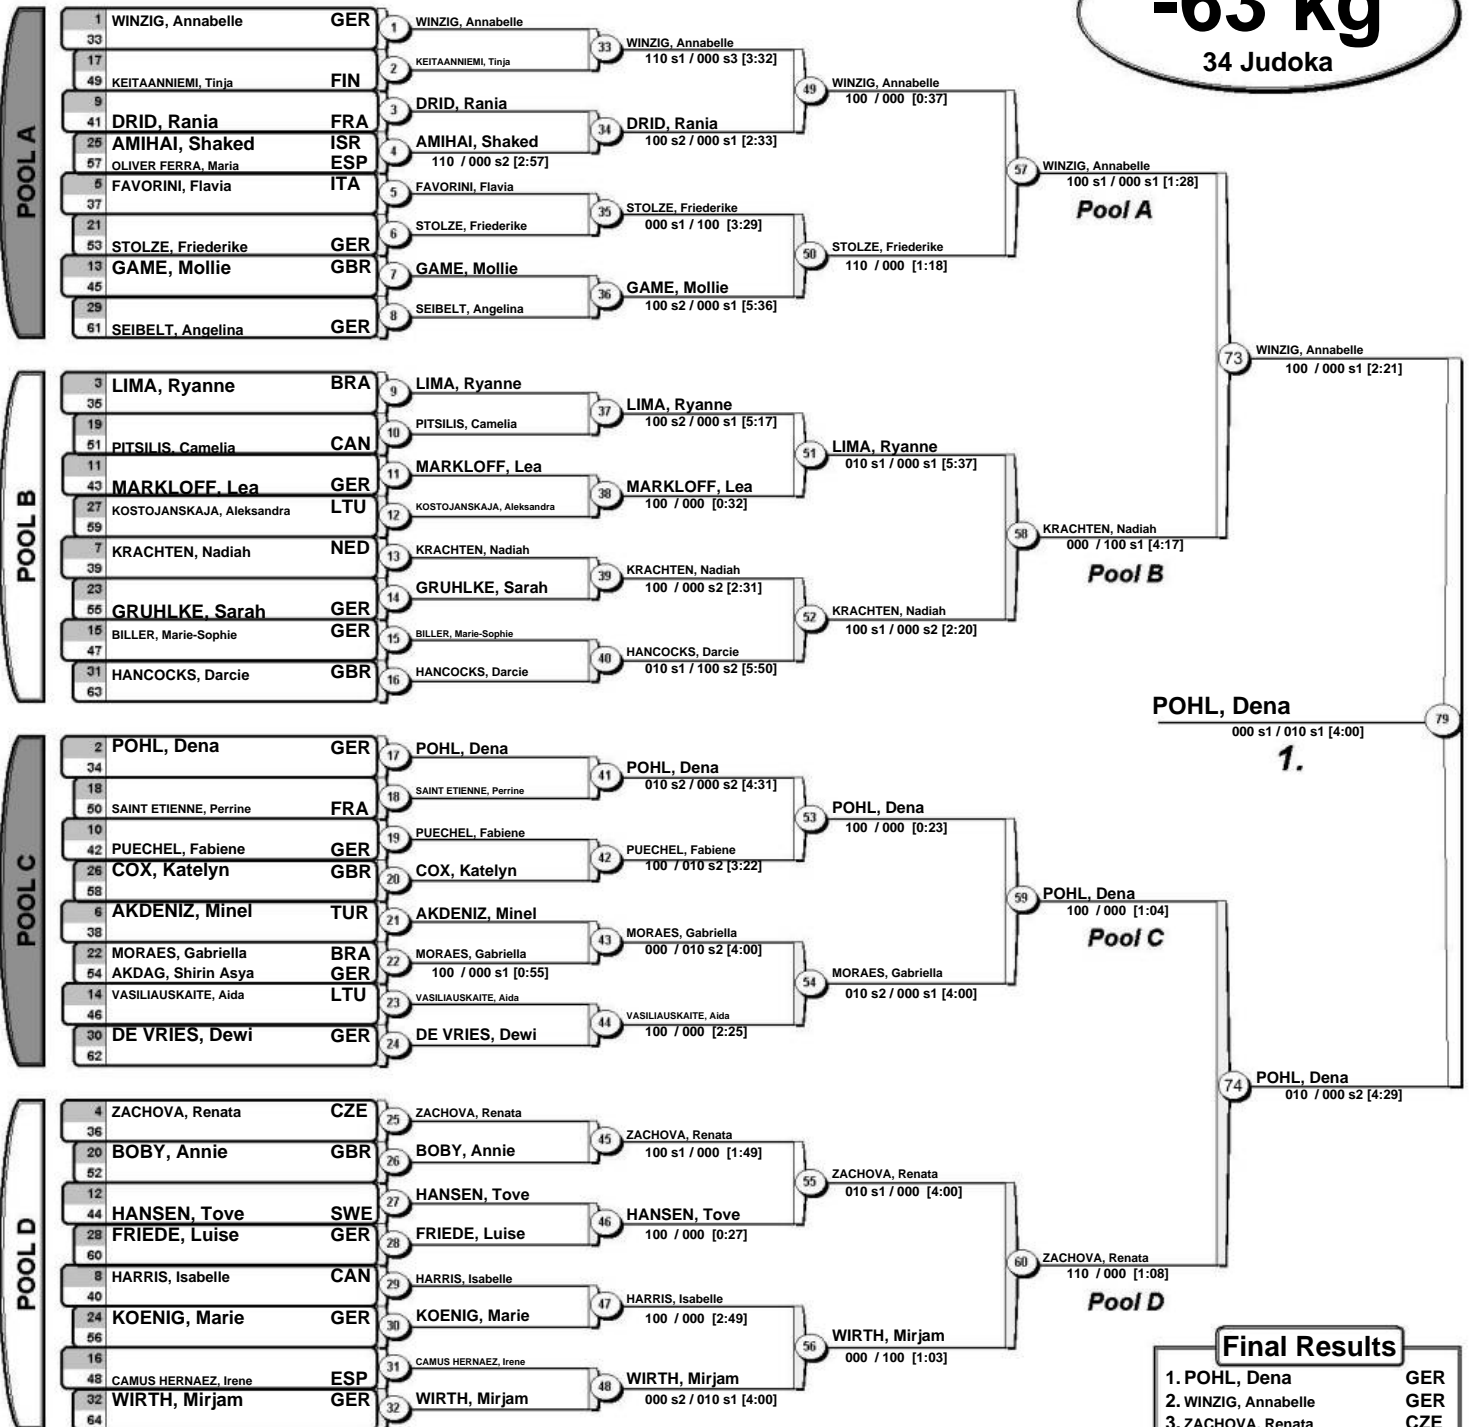 -63 kg
34 Judoka
POOL A
1 WINZIG, Annabelle GER
33
17
49 KEITAANNIEMI, Tinja FIN
9
41 DRID, Rania FRA
25 AMIHAI, Shaked ISR
57 OLIVER FERRA, Maria ESP
5 FAVORINI, Flavia ITA
37
21
53 STOLZE, Friederike GER
13 GAME, Mollie GBR
45
29
61 SEIBELT, Angelina GER
1 WINZIG, Annabelle
2 KEITAANNIEMI, Tinja
3 DRID, Rania
4 AMIHAI, Shaked
110 / 000 s2 [2:57]
5 FAVORINI, Flavia
6 STOLZE, Friederike
7 GAME, Mollie
8 SEIBELT, Angelina
33 WINZIG, Annabelle
110 s1 / 000 s3 [3:32]
34 DRID, Rania
100 s2 / 000 s1 [2:33]
35 STOLZE, Friederike
000 s1 / 100 [3:29]
36 GAME, Mollie
100 s2 / 000 s1 [5:36]
49 WINZIG, Annabelle
100 / 000 [0:37]
50 STOLZE, Friederike
110 / 000 [1:18]
57 WINZIG, Annabelle
100 s1 / 000 s1 [1:28]
Pool A
POOL B
3 LIMA, Ryanne BRA
35
19
51 PITSILIS, Camelia CAN
11
43 MARKLOFF, Lea GER
27 KOSTOJANSKAJA, Aleksandra LTU
59
7 KRACHTEN, Nadiah NED
39
23
55 GRUHLKE, Sarah GER
15 BILLER, Marie-Sophie GER
47
31 HANCOCKS, Darcie GBR
63
9 LIMA, Ryanne
10 PITSILIS, Camelia
11 MARKLOFF, Lea
12 KOSTOJANSKAJA, Aleksandra
13 KRACHTEN, Nadiah
14 GRUHLKE, Sarah
15 BILLER, Marie-Sophie
16 HANCOCKS, Darcie
37 LIMA, Ryanne
100 s2 / 000 s1 [5:17]
38 MARKLOFF, Lea
100 / 000 [0:32]
39 KRACHTEN, Nadiah
100 / 000 s2 [2:31]
40 HANCOCKS, Darcie
010 s1 / 100 s2 [5:50]
51 LIMA, Ryanne
010 s1 / 000 s1 [5:37]
52 KRACHTEN, Nadiah
100 s1 / 000 s2 [2:20]
58 KRACHTEN, Nadiah
000 / 100 s1 [4:17]
Pool B
73 WINZIG, Annabelle
100 / 000 s1 [2:21]
POHL, Dena 79
000 s1 / 010 s1 [4:00]
1.
POOL C
2 POHL, Dena GER
34
18
50 SAINT ETIENNE, Perrine FRA
10
42 PUECHEL, Fabiene GER
26 COX, Katelyn GBR
58
6 AKDENIZ, Minel TUR
38
22 MORAES, Gabriella BRA
54 AKDAG, Shirin Asya GER
14 VASILIAUSKAITE, Aida LTU
46
30 DE VRIES, Dewi GER
62
17 POHL, Dena
18 SAINT ETIENNE, Perrine
19 PUECHEL, Fabiene
20 COX, Katelyn
21 AKDENIZ, Minel
22 MORAES, Gabriella
100 / 000 s1 [0:55]
23 VASILIAUSKAITE, Aida
24 DE VRIES, Dewi
41 POHL, Dena
010 s2 / 000 s2 [4:31]
42 PUECHEL, Fabiene
100 / 010 s2 [3:22]
43 MORAES, Gabriella
000 / 010 s2 [4:00]
44 VASILIAUSKAITE, Aida
100 / 000 [2:25]
53 POHL, Dena
100 / 000 [0:23]
54 MORAES, Gabriella
010 s2 / 000 s1 [4:00]
59 POHL, Dena
100 / 000 [1:04]
Pool C
POOL D
4 ZACHOVA, Renata CZE
36
20 BOBY, Annie GBR
52
12
44 HANSEN, Tove SWE
28 FRIEDE, Luise GER
60
8 HARRIS, Isabelle CAN
40
24 KOENIG, Marie GER
56
16
48 CAMUS HERNAEZ, Irene ESP
32 WIRTH, Mirjam GER
64
25 ZACHOVA, Renata
26 BOBY, Annie
27 HANSEN, Tove
28 FRIEDE, Luise
29 HARRIS, Isabelle
30 KOENIG, Marie
31 CAMUS HERNAEZ, Irene
32 WIRTH, Mirjam
45 ZACHOVA, Renata
100 s1 / 000 [1:49]
46 HANSEN, Tove
100 / 000 [0:27]
47 HARRIS, Isabelle
100 / 000 [2:49]
48 WIRTH, Mirjam
000 s2 / 010 s1 [4:00]
55 ZACHOVA, Renata
010 s1 / 000 [4:00]
56 WIRTH, Mirjam
000 / 100 [1:03]
60 ZACHOVA, Renata
110 / 000 [1:08]
Pool D
74 POHL, Dena
010 / 000 s2 [4:29]
Final Results
1. POHL, Dena GER
2. WINZIG, Annabelle GER
3. ZACHOVA, Renata CZE